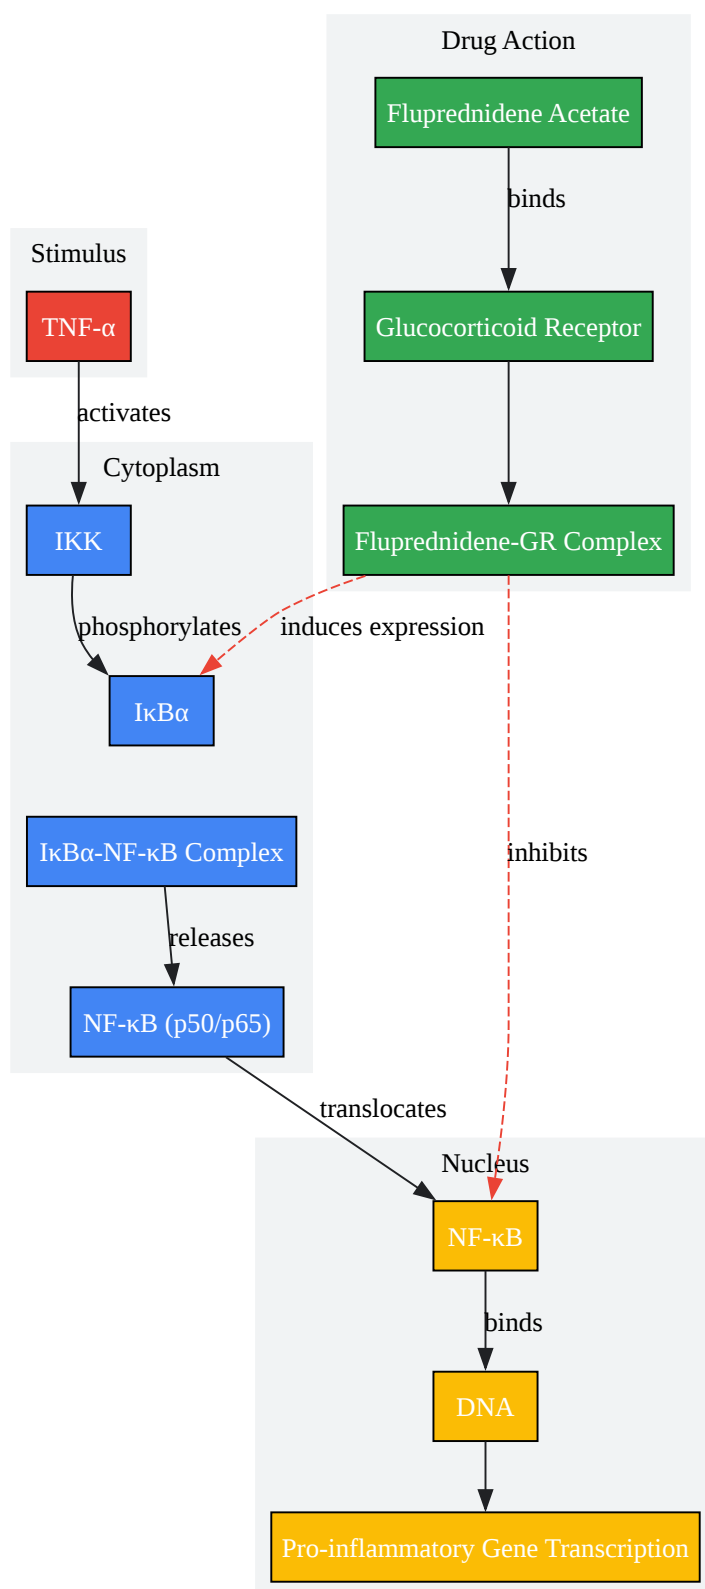 Drug Action
Fluprednidene Acetate
binds
Stimulus
TNF-α
Glucocorticoid Receptor
activates
Cytoplasm
IKK
Fluprednidene-GR Complex
phosphorylates
induces expression
IκBα
IκBα-NF-κB Complex
inhibits
releases
NF-κB (p50/p65)
translocates
Nucleus
NF-κB
binds
DNA
Pro-inflammatory Gene Transcription